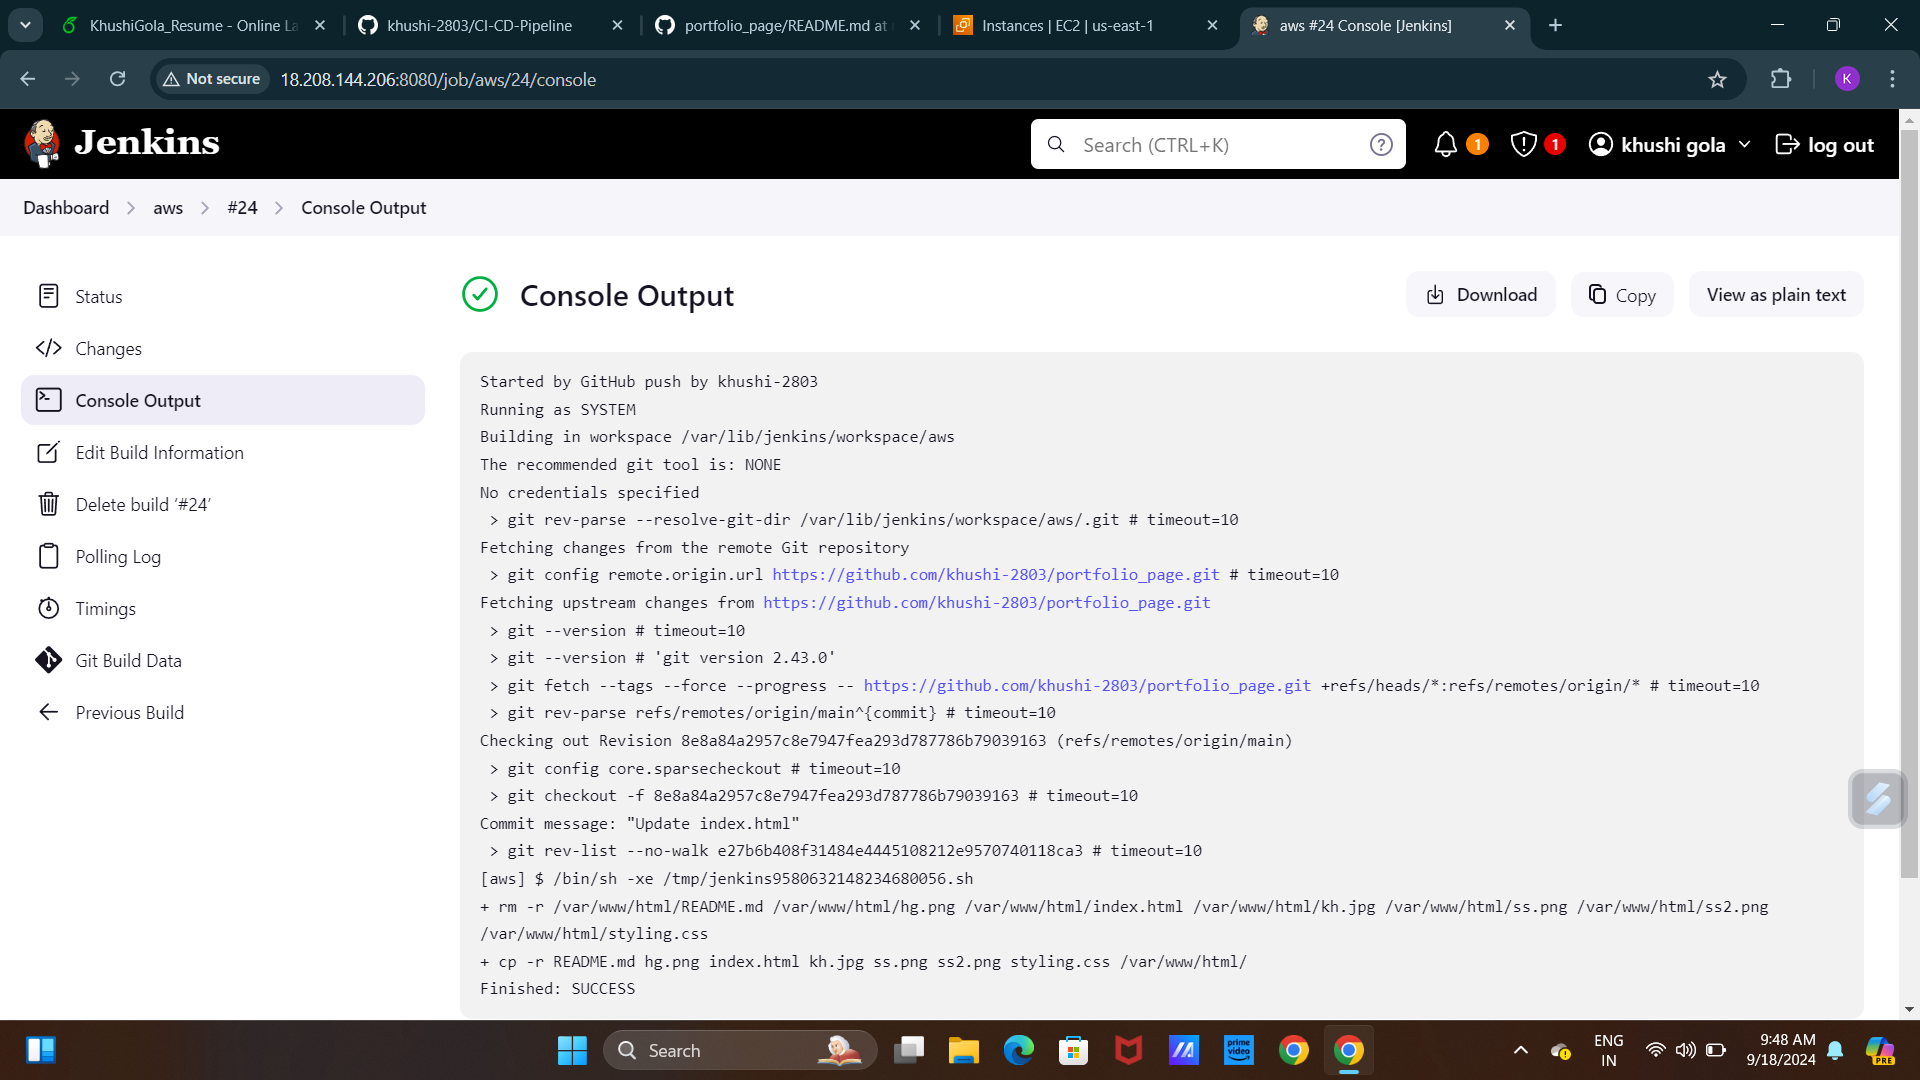 KhushiGola_Resume - Online La
khushi-2803/CI-CD-Pipeline
portfolio_page/README.md at
Instances | EC2 | us-east-1
aws #24 Console [Jenkins]
Not secure
18.208.144.206:8080/job/aws/24/console
K
Jenkins
Search (CTRL+K)
?
1
1
khushi gola
log out
Dashboard
aws
#24
Console Output
Status
Changes
Console Output
Edit Build Information
Delete build ‘#24’
Polling Log
Timings
Git Build Data
Previous Build
Console Output
Download
Copy
View as plain text
Started by GitHub push by khushi-2803
Running as SYSTEM
Building in workspace /var/lib/jenkins/workspace/aws
The recommended git tool is: NONE
No credentials specified
> git rev-parse --resolve-git-dir /var/lib/jenkins/workspace/aws/.git # timeout=10
Fetching changes from the remote Git repository
> git config remote.origin.url https://github.com/khushi-2803/portfolio_page.git # timeout=10
Fetching upstream changes from https://github.com/khushi-2803/portfolio_page.git
> git --version # timeout=10
> git --version # 'git version 2.43.0'
> git fetch --tags --force --progress -- https://github.com/khushi-2803/portfolio_page.git +refs/heads/*:refs/remotes/origin/* # timeout=10
> git rev-parse refs/remotes/origin/main^{commit} # timeout=10
Checking out Revision 8e8a84a2957c8e7947fea293d787786b79039163 (refs/remotes/origin/main)
> git config core.sparsecheckout # timeout=10
> git checkout -f 8e8a84a2957c8e7947fea293d787786b79039163 # timeout=10
Commit message: "Update index.html"
> git rev-list --no-walk e27b6b408f31484e4445108212e9570740118ca3 # timeout=10
[aws] $ /bin/sh -xe /tmp/jenkins9580632148234680056.sh
+ rm -r /var/www/html/README.md /var/www/html/hg.png /var/www/html/index.html /var/www/html/kh.jpg /var/www/html/ss.png /var/www/html/ss2.png
/var/www/html/styling.css
+ cp -r README.md hg.png index.html kh.jpg ss.png ss2.png styling.css /var/www/html/
Finished: SUCCESS
Search
prime video
ENG
IN
9:48 AM
9/18/2024
PRE